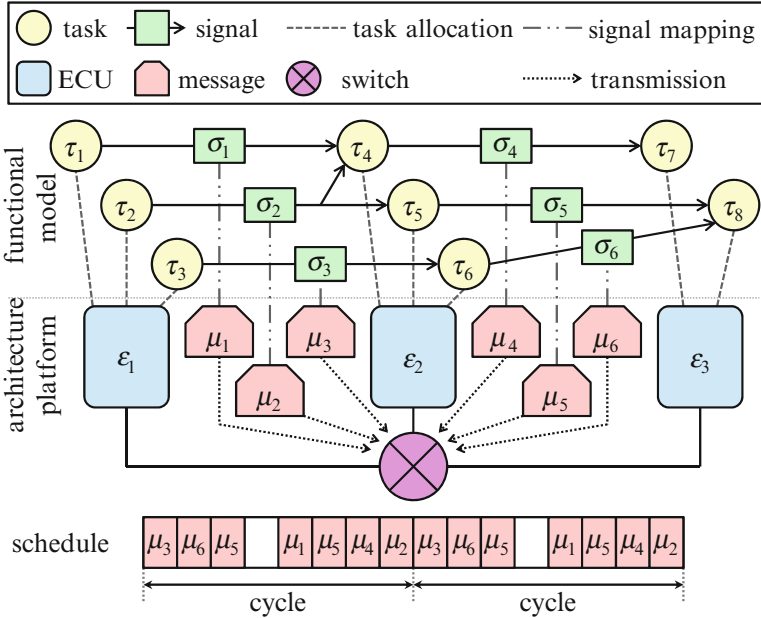 task signal task allocation signal mapping
ECU message switch transmission
functional model
τ1 σ1 τ4 σ4 τ7
τ2 σ2 τ5 σ5 τ8
τ3 σ3 τ6 σ6
architecture platform
ε1 μ1 μ3 ε2 μ4 μ6 ε3
μ2 μ5
schedule μ3 μ6 μ5 μ1 μ5 μ4 μ2 μ3 μ6 μ5 μ1 μ5 μ4 μ2
cycle cycle